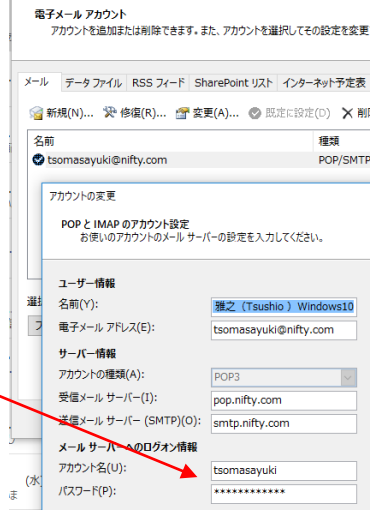 電子メール アカウント
アカウントを追加または削除できます。また、アカウントを選択してその設定を変更
メール データ ファイル RSS フィード SharePoint リスト インターネット予定表
新規(N)... 修復(R)... 変更(A)... 既定に設定(D) 削
名前 種類
tsomasayuki@nifty.com POP/SMTP
アカウントの変更
POP と IMAP のアカウント設定
お使いのアカウントのメール サーバーの設定を入力してください。
ユーザー情報
名前(Y): 雅之（Tsushio ）Windows10
電子メール アドレス(E): tsomasayuki@nifty.com
サーバー情報
アカウントの種類(A): POP3
受信メール サーバー(I): pop.nifty.com
送信メール サーバー (SMTP)(O): smtp.nifty.com
メール サーバーへのログオン情報
アカウント名(U): tsomasayuki
パスワード(P): ************
(水
ま